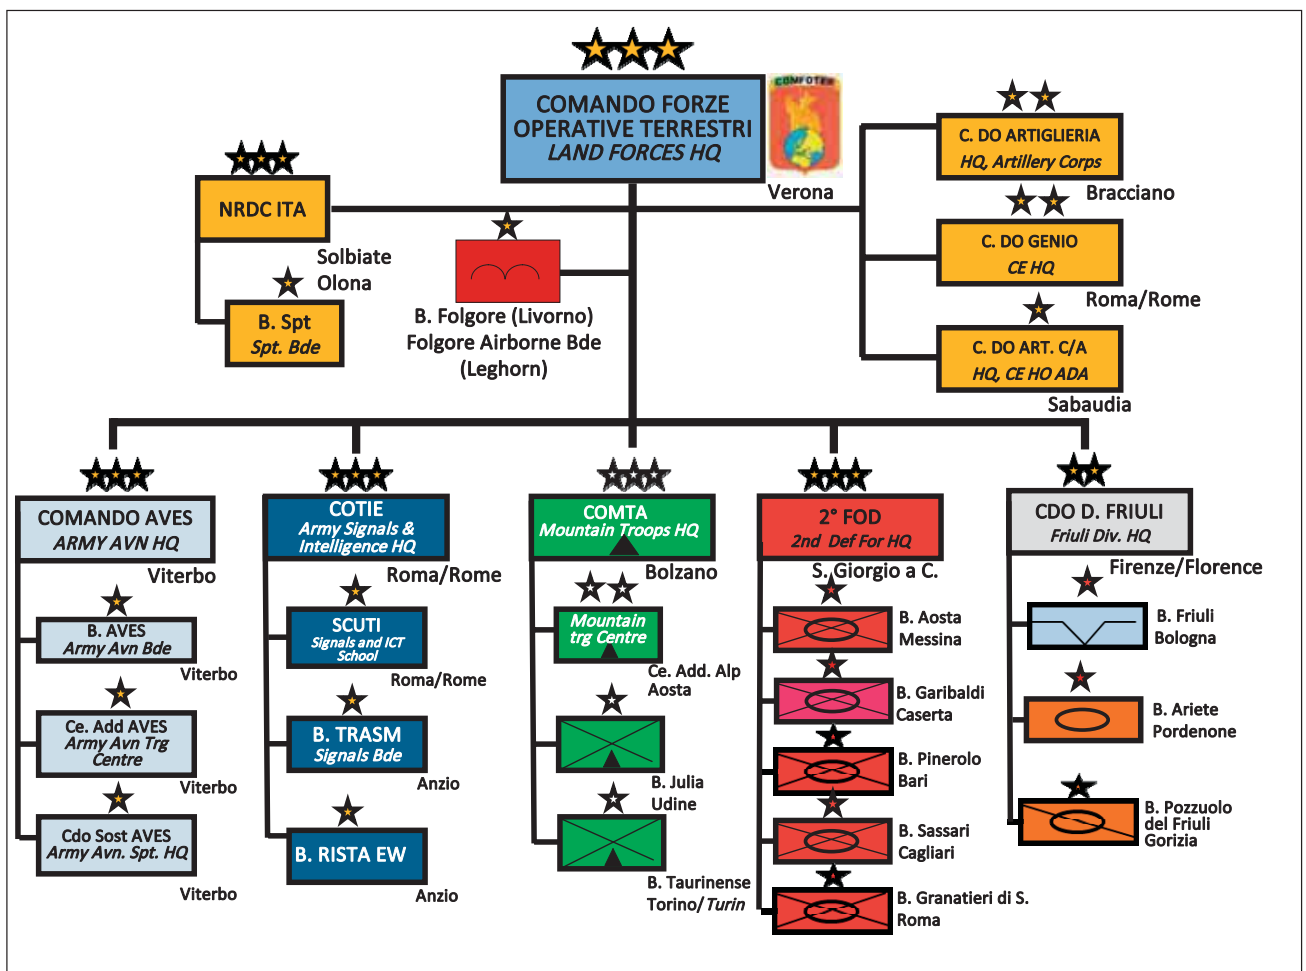 COMFOTER
COMANDO FORZE
OPERATIVE TERRESTRI
LAND FORCES HQ
Verona
NRDC ITA
Solbiate
Olona
B. Spt
Spt. Bde
B. Folgore (Livorno)
Folgore Airborne Bde
(Leghorn)
C. DO ARTIGLIERIA
HQ, Artillery Corps
Bracciano
C. DO GENIO
CE HQ
Roma/Rome
C. DO ART. C/A
HQ, CE HO ADA
Sabaudia
COMANDO AVES
ARMY AVN HQ
Viterbo
B. AVES
Army Avn Bde
Viterbo
Ce. Add AVES
Army Avn Trg
Centre
Viterbo
Cdo Sost AVES
Army Avn. Spt. HQ
Viterbo
COTIE
Army Signals &
Intelligence HQ
Roma/Rome
SCUTI
Signals and ICT
School
Roma/Rome
B. TRASM
Signals Bde
Anzio
B. RISTA EW
Anzio
COMTA
Mountain Troops HQ
Bolzano
Mountain
trg Centre
Ce. Add. Alp
Aosta
B. Julia
Udine
B. Taurinense
Torino/Turin
2° FOD
2nd Def For HQ
S. Giorgio a C.
B. Aosta
Messina
B. Garibaldi
Caserta
B. Pinerolo
Bari
B. Sassari
Cagliari
B. Granatieri di S.
Roma
CDO D. FRIULI
Friuli Div. HQ
Firenze/Florence
B. Friuli
Bologna
B. Ariete
Pordenone
B. Pozzuolo
del Friuli
Gorizia